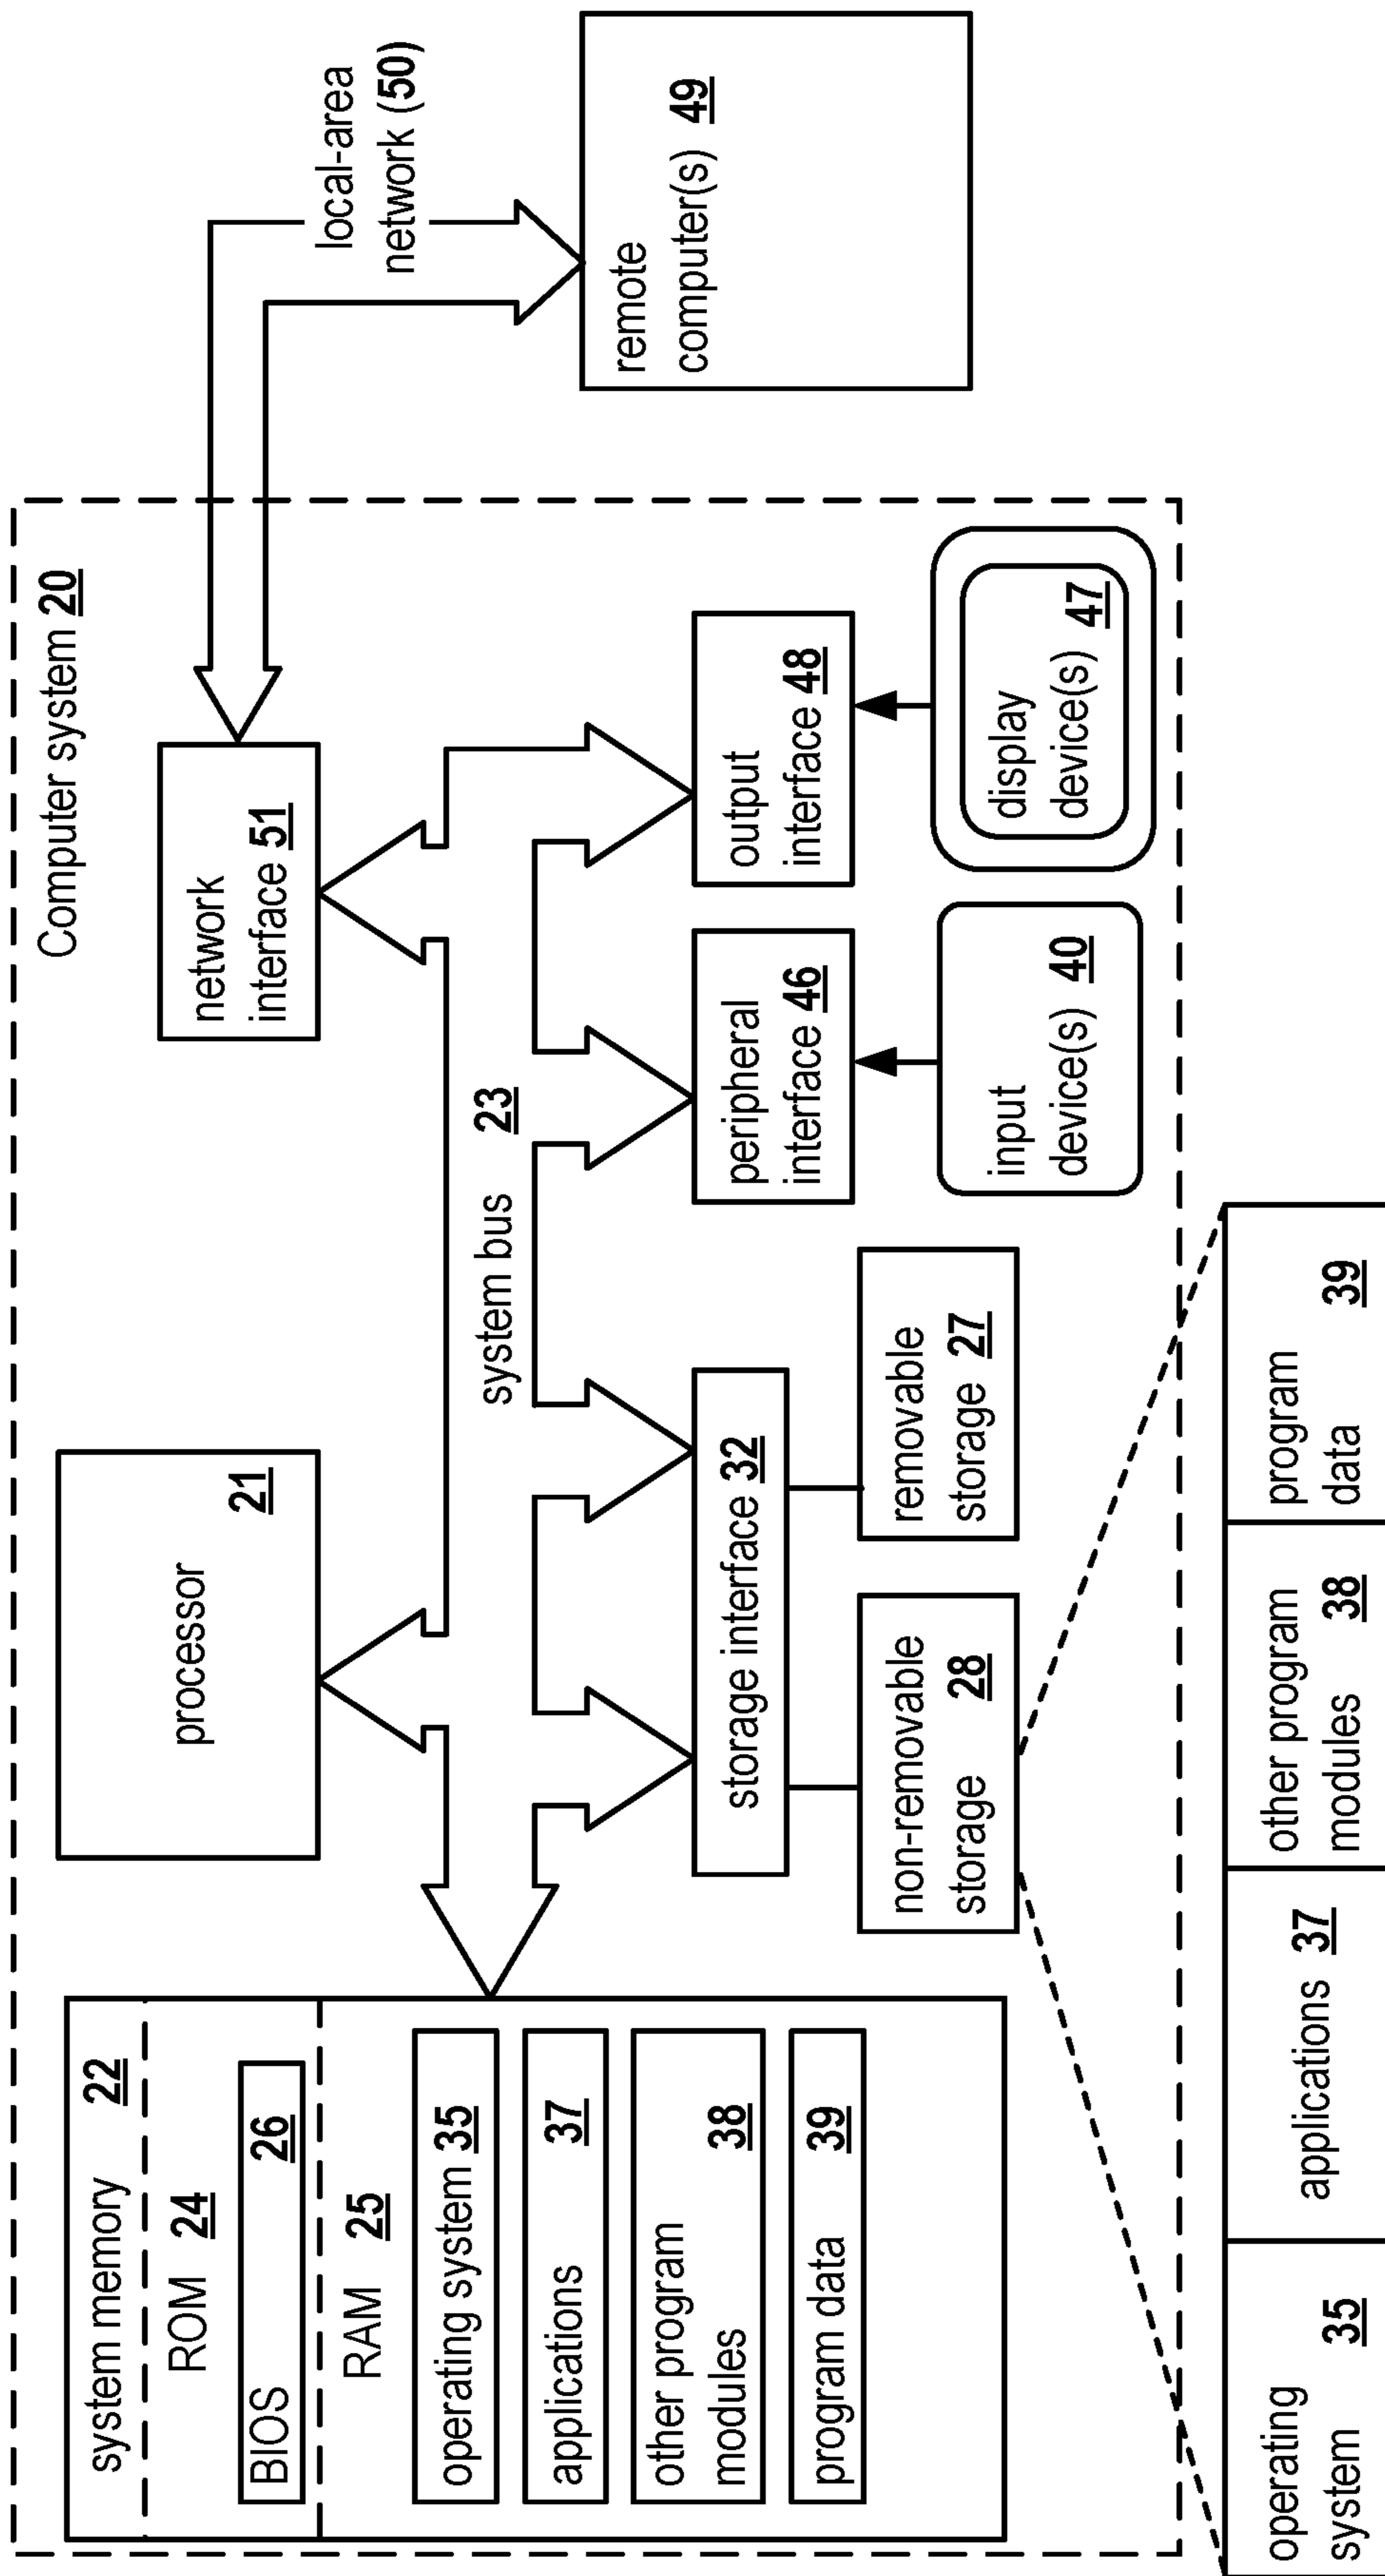 Computer system 20
system memory 22
ROM 24
BIOS 26
RAM 25
operating system 35
applications 37
other program
modules 38
program data 39
processor 21
network
interface 51
system bus 23
storage interface 32
non-removable
storage 28
removable
storage 27
peripheral
interface 46
output
interface 48
input
device(s) 40
display
device(s) 47
local-area
network (50)
remote
computer(s) 49
operating
system 35
applications 37
other program
modules 38
program
data 39